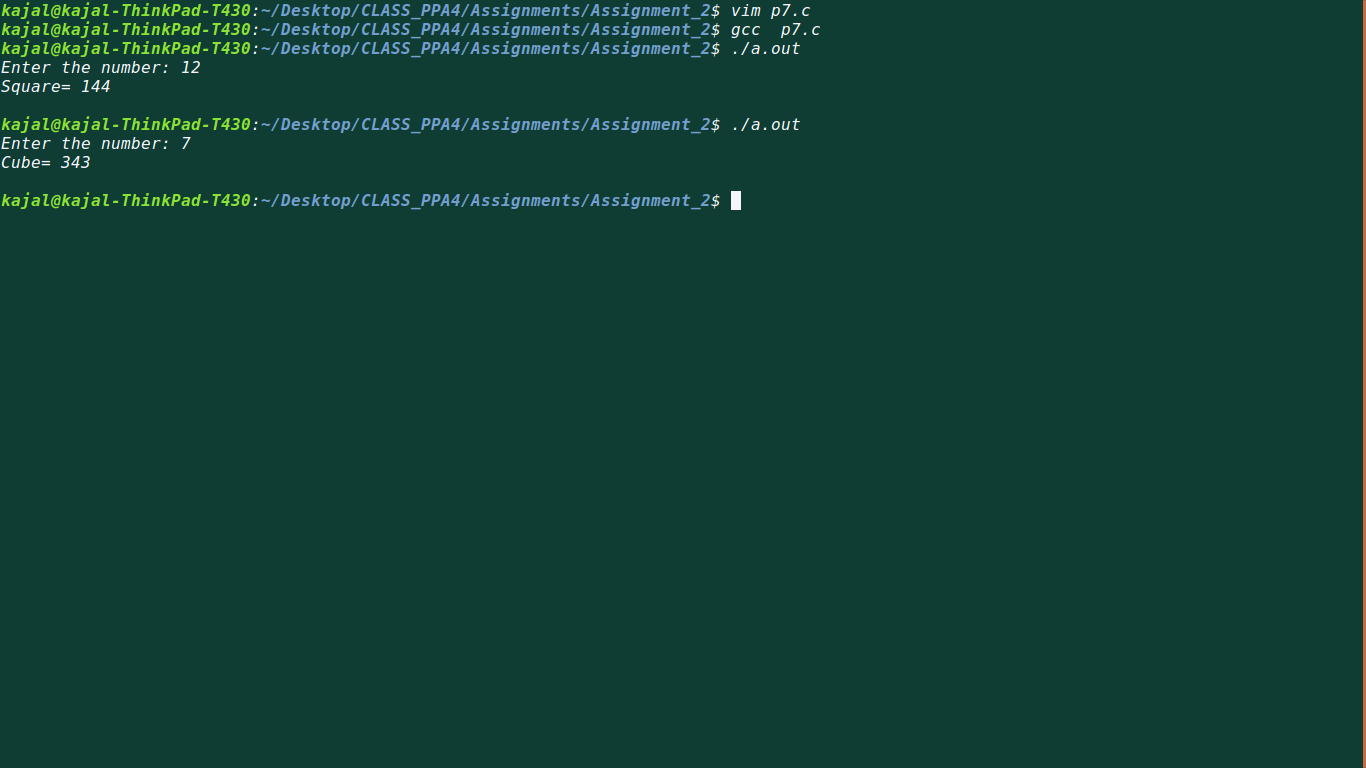 kajal@kajal-ThinkPad-T430:~/Desktop/CLASS_PPA4/Assignments/Assignment_2$ vim p7.c
kajal@kajal-ThinkPad-T430:~/Desktop/CLASS_PPA4/Assignments/Assignment_2$ gcc  p7.c
kajal@kajal-ThinkPad-T430:~/Desktop/CLASS_PPA4/Assignments/Assignment_2$ ./a.out
Enter the number: 12
Square= 144
kajal@kajal-ThinkPad-T430:~/Desktop/CLASS_PPA4/Assignments/Assignment_2$ ./a.out
Enter the number: 7
Cube= 343
kajal@kajal-ThinkPad-T430:~/Desktop/CLASS_PPA4/Assignments/Assignment_2$